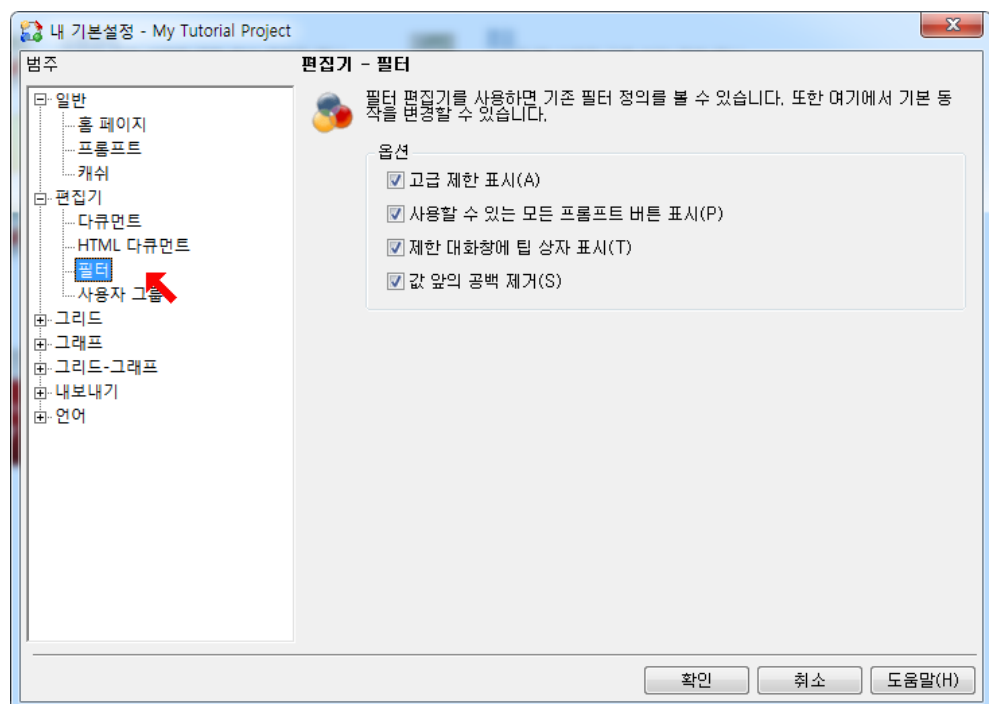 내 기본설정 - My Tutorial Project
범주
일반
홈 페이지
프롬프트
캐쉬
편집기
다큐먼트
HTML 다큐먼트
필터
사용자 그룹
그리드
그래프
그리드-그래프
내보내기
언어
편집기 - 필터
필터 편집기를 사용하면 기존 필터 정의를 볼 수 있습니다. 또한 여기에서 기본 동
작을 변경할 수 있습니다.
옵션
고급 제한 표시(A)
사용할 수 있는 모든 프롬프트 버튼 표시(P)
제한 대화창에 팁 상자 표시(T)
값 앞의 공백 제거(S)
확인
취소
도움말(H)